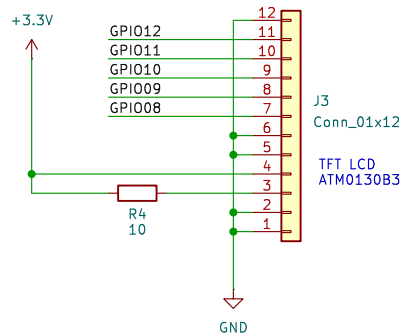 +3.3V
12
GPIO12 11
GPIO11 10
GPIO10 9
GPIO09 8
GPIO08 7
6
5
4
3
2
1
J3
Conn_01x12
TFT LCD
ATM0130B3
R4
10
GND